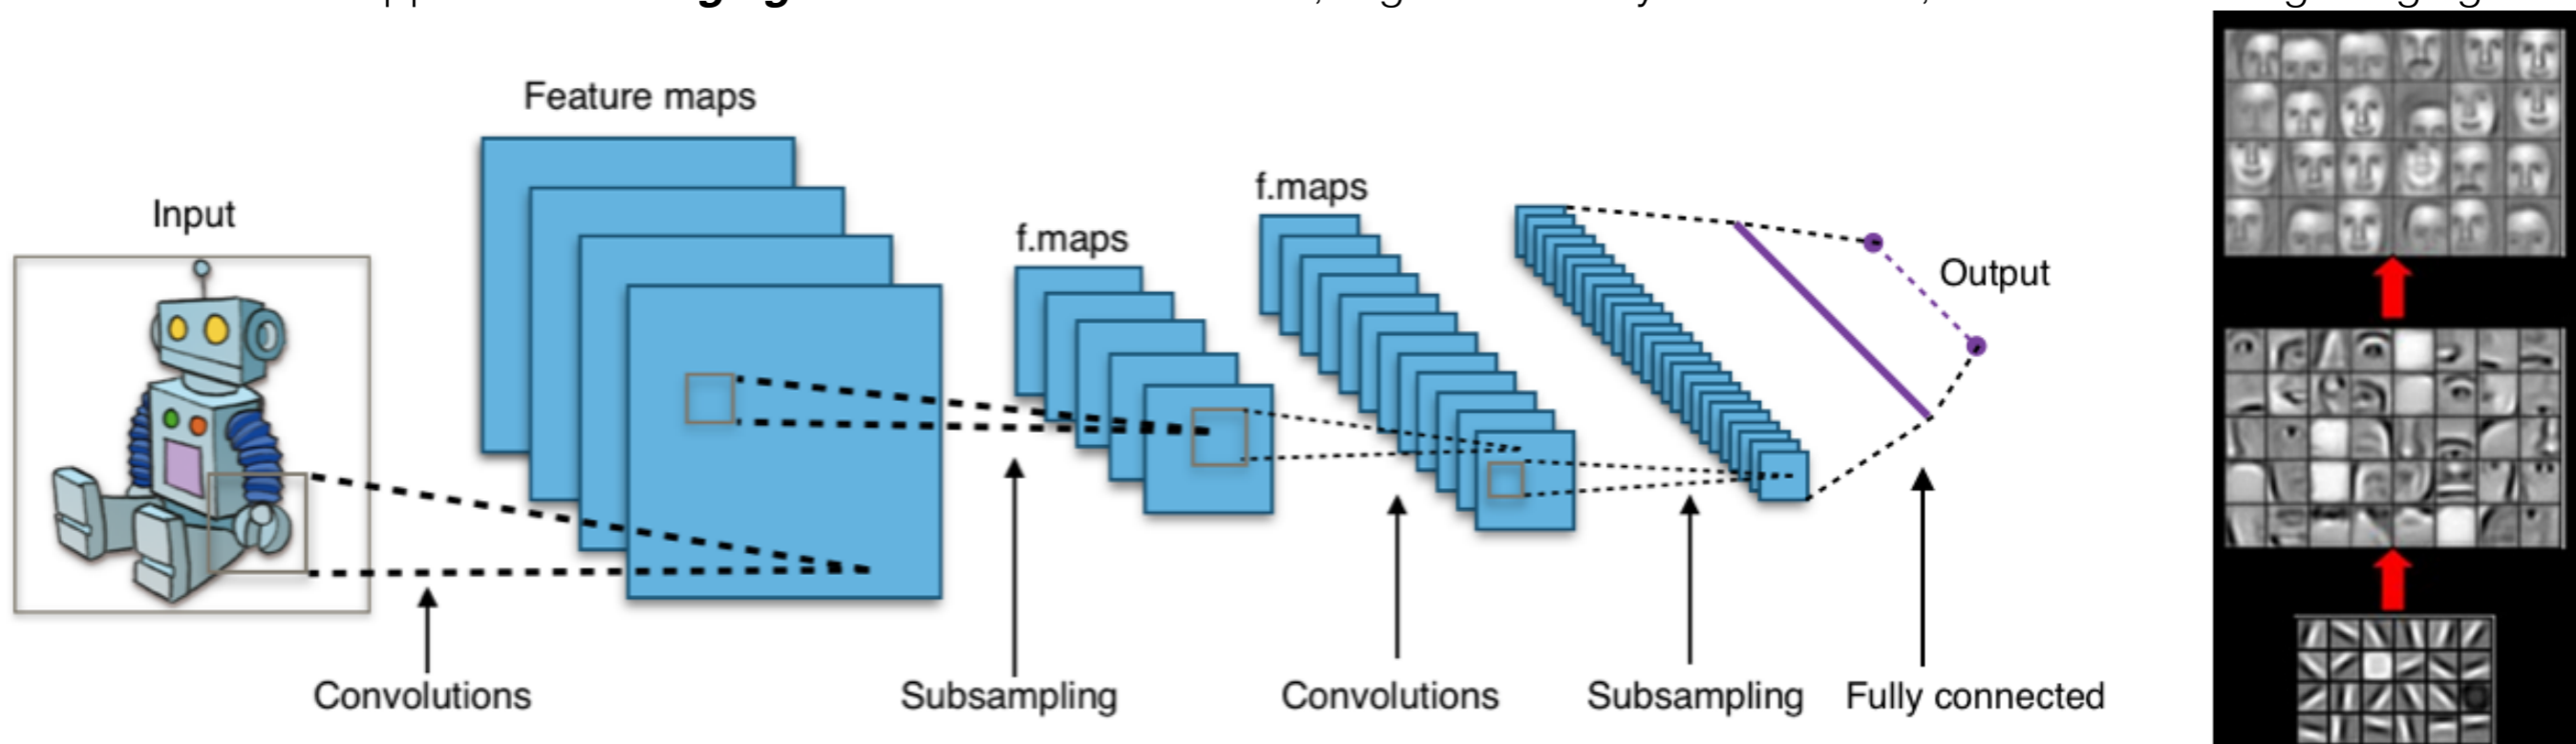 Feature maps
Input
f.maps
f.maps
Output
Convolutions
Subsampling
Convolutions
Subsampling
Fully connected